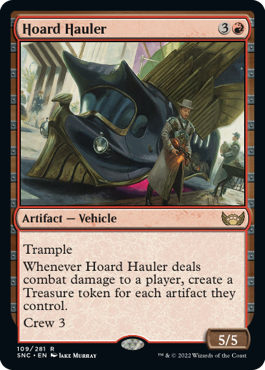 Hoard Hauler
3
Artifact — Vehicle
Trample
Whenever Hoard Hauler deals
combat damage to a player, create a
Treasure token for each artifact they
control.
Crew 3
5/5
109/281 R
SNC • EN JAKE MURRAY
™ & © 2022 Wizards of the Coast